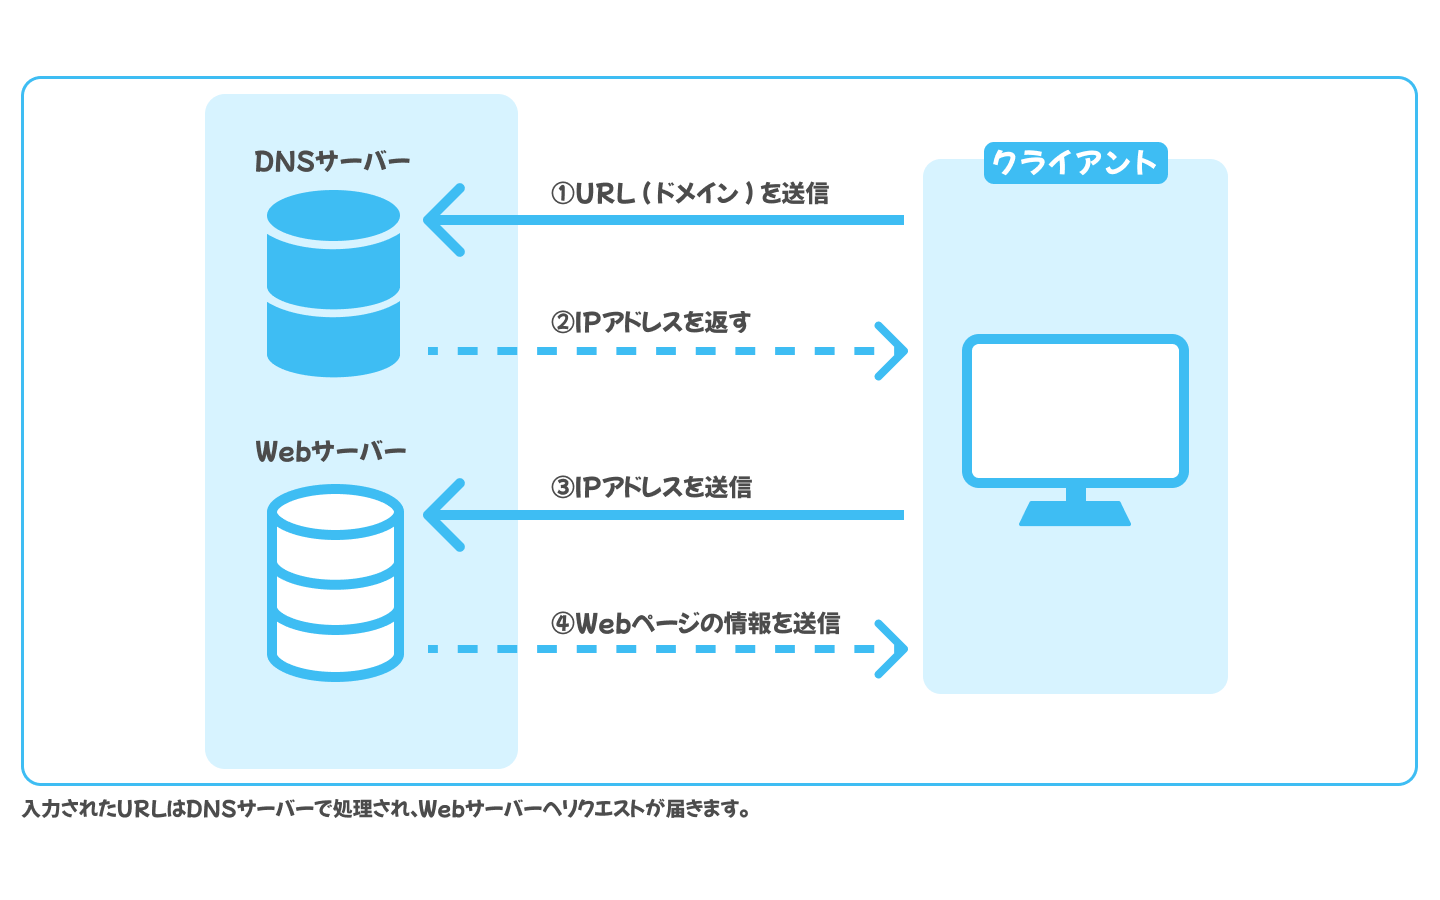 DNSサーバー
クライアント
①URL(ドメイン)を送信
②IPアドレスを返す
Webサーバー
③IPアドレスを送信
④Webページの情報を送信
入力されたURLはDNSサーバーで処理され、Webサーバーへリクエストが届きます。